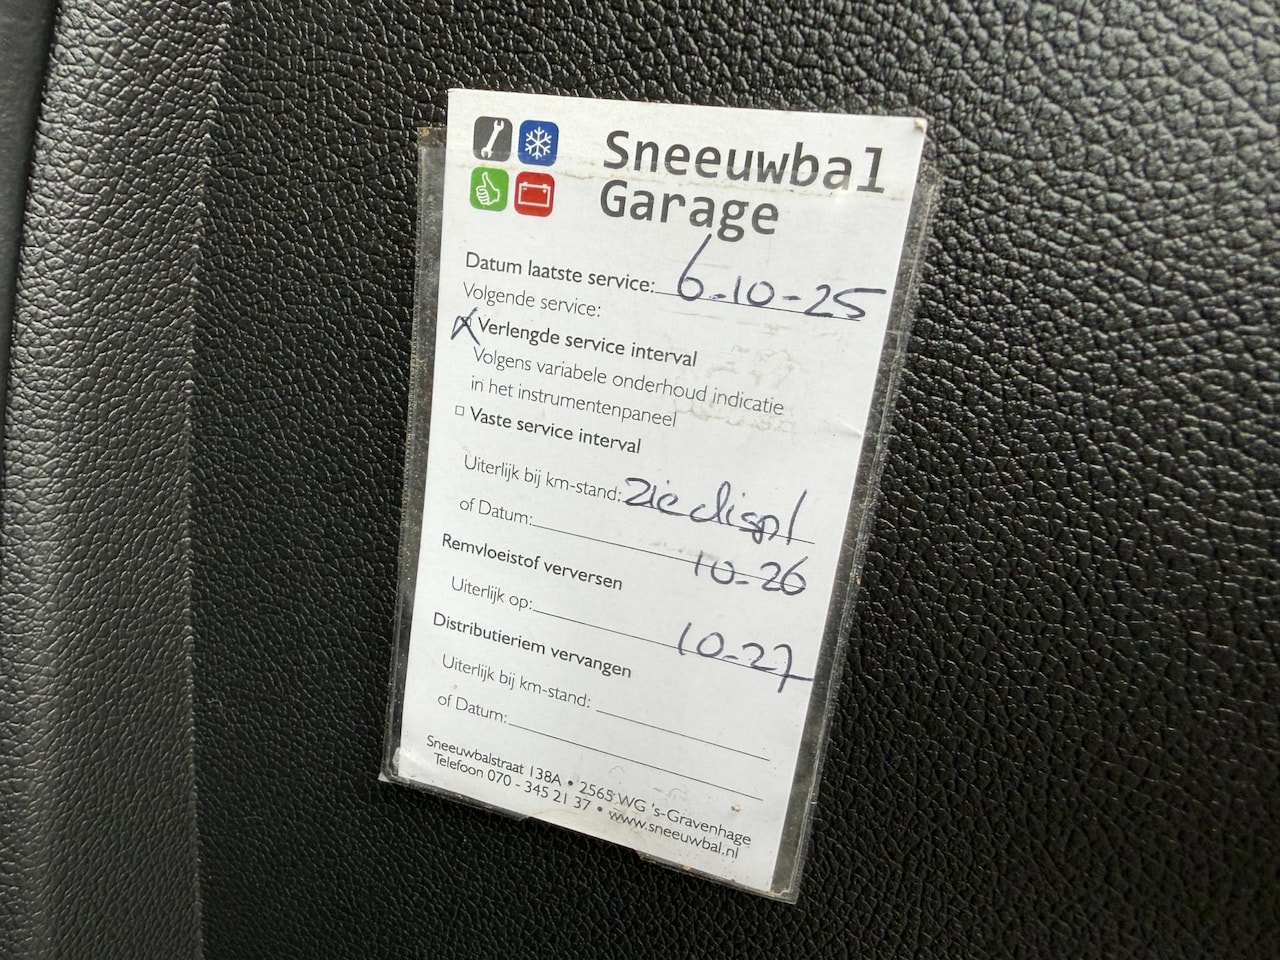 Sneeuwbal
Garage
Datum laatste service: 6-10-25
Volgende service:
Verlengde service interval
Volgens variabele onderhoud indicatie
in het instrumentenpaneel
Vaste service interval
Uiterlijk bij km-stand: zie displ
of Datum: 10-26
Remvloeistof verversen
Uiterlijk op: 10-27
Distributieriem vervangen
Uiterlijk bij km-stand:
of Datum:
Sneeuwbalstraat 138A • 2565 WG 's-Gravenhage
Telefoon 070 - 345 21 37 • www.sneeuwbal.nl